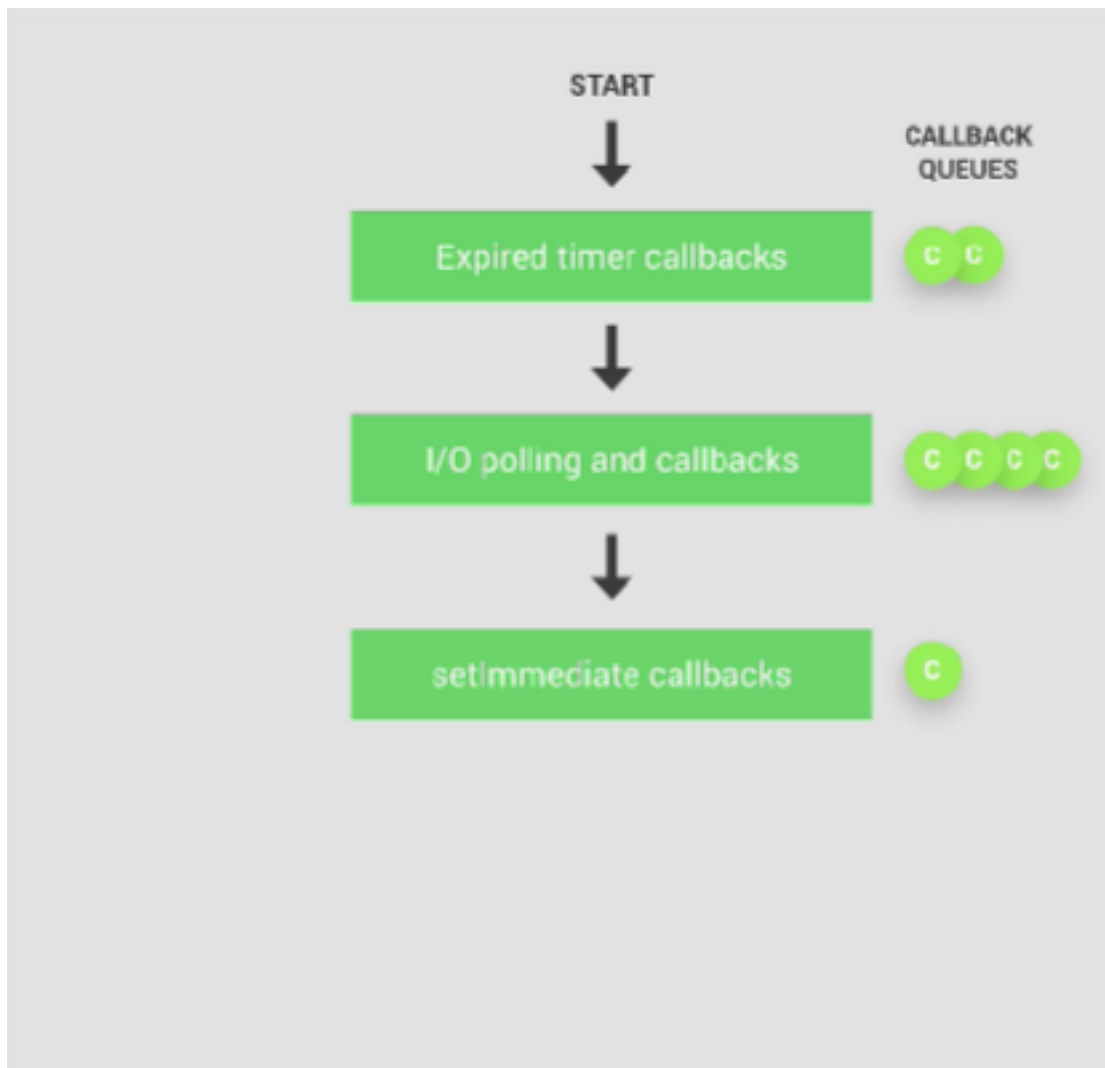 START
CALLBACK
QUEUES
Expired timer callbacks
C C
I/O polling and callbacks
C C C C
setImmediate callbacks
C